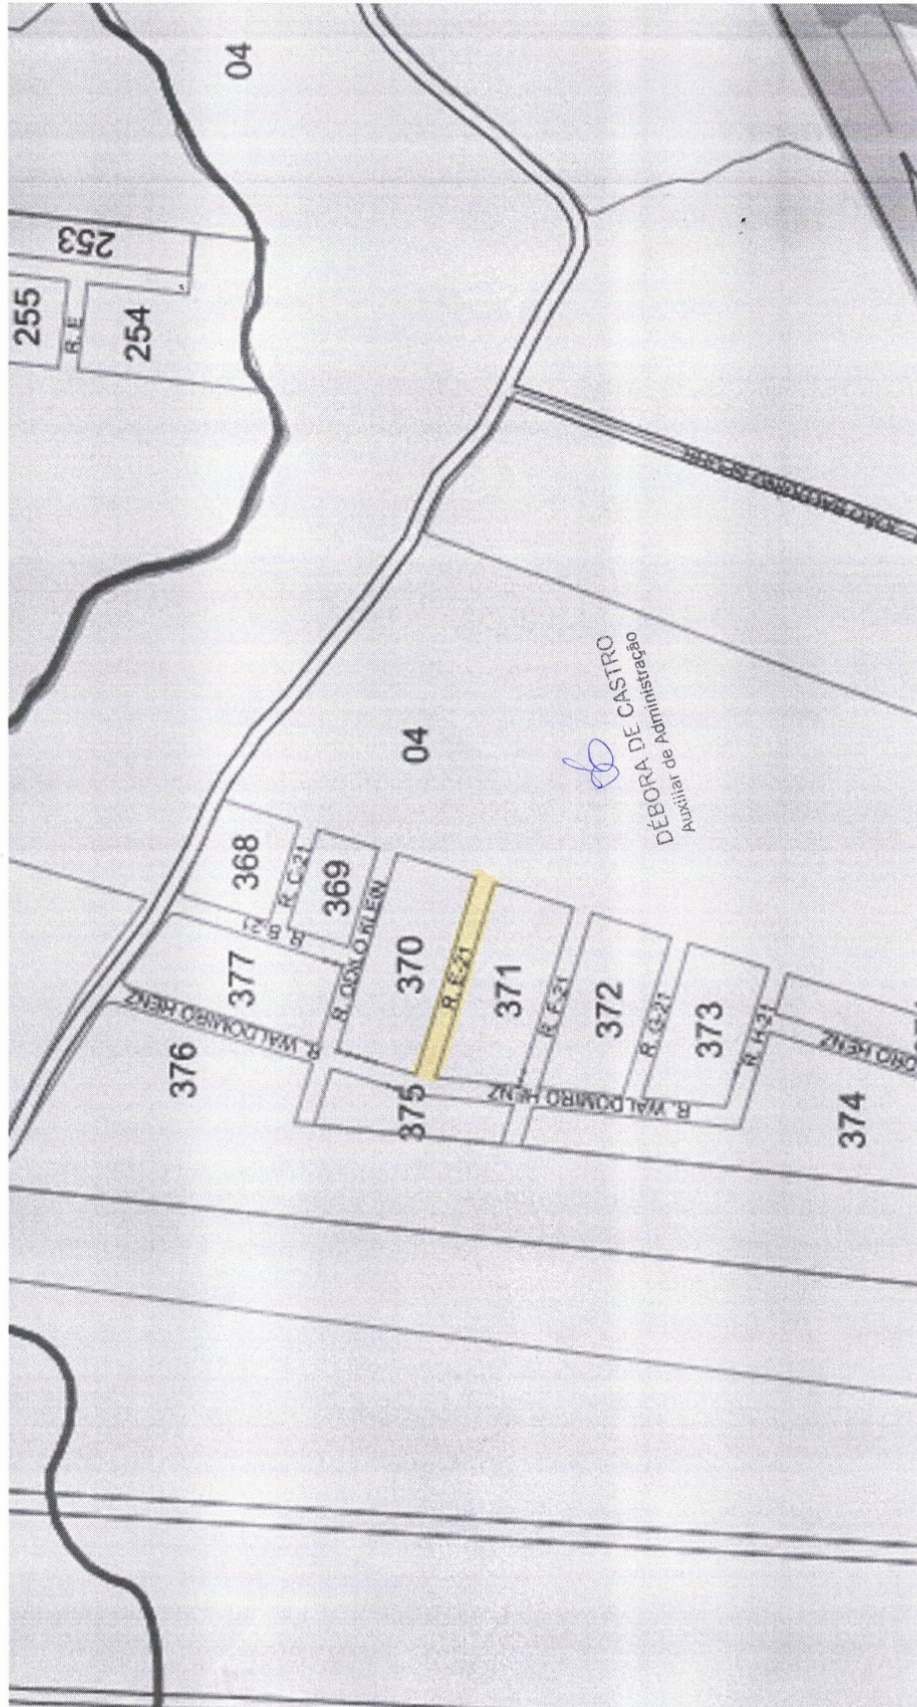 04
253
255
R. E
254
04
DÉBORA DE CASTRO
Auxiliar de Administração
368
R. C-21
369
R. B-21
377
R. WALDOMIRO HENZ
376
R. ODILO KLEIN
370
R. E-21
371
375
R. F-21
372
R. WALDOMIRO HENZ
R. G-21
373
R. H-21
374